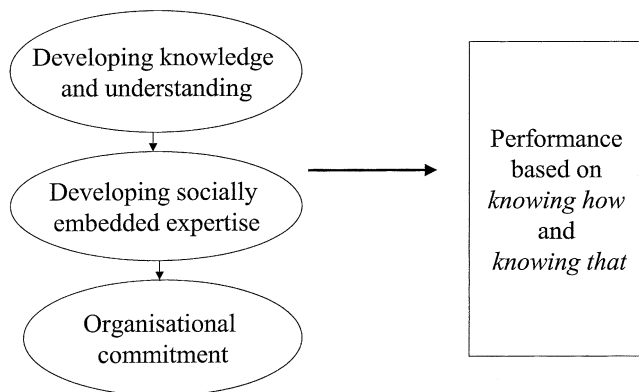 Developing knowledge
and understanding
Developing socially
embedded expertise
Organisational
commitment
Performance
based on
knowing how
and
knowing that